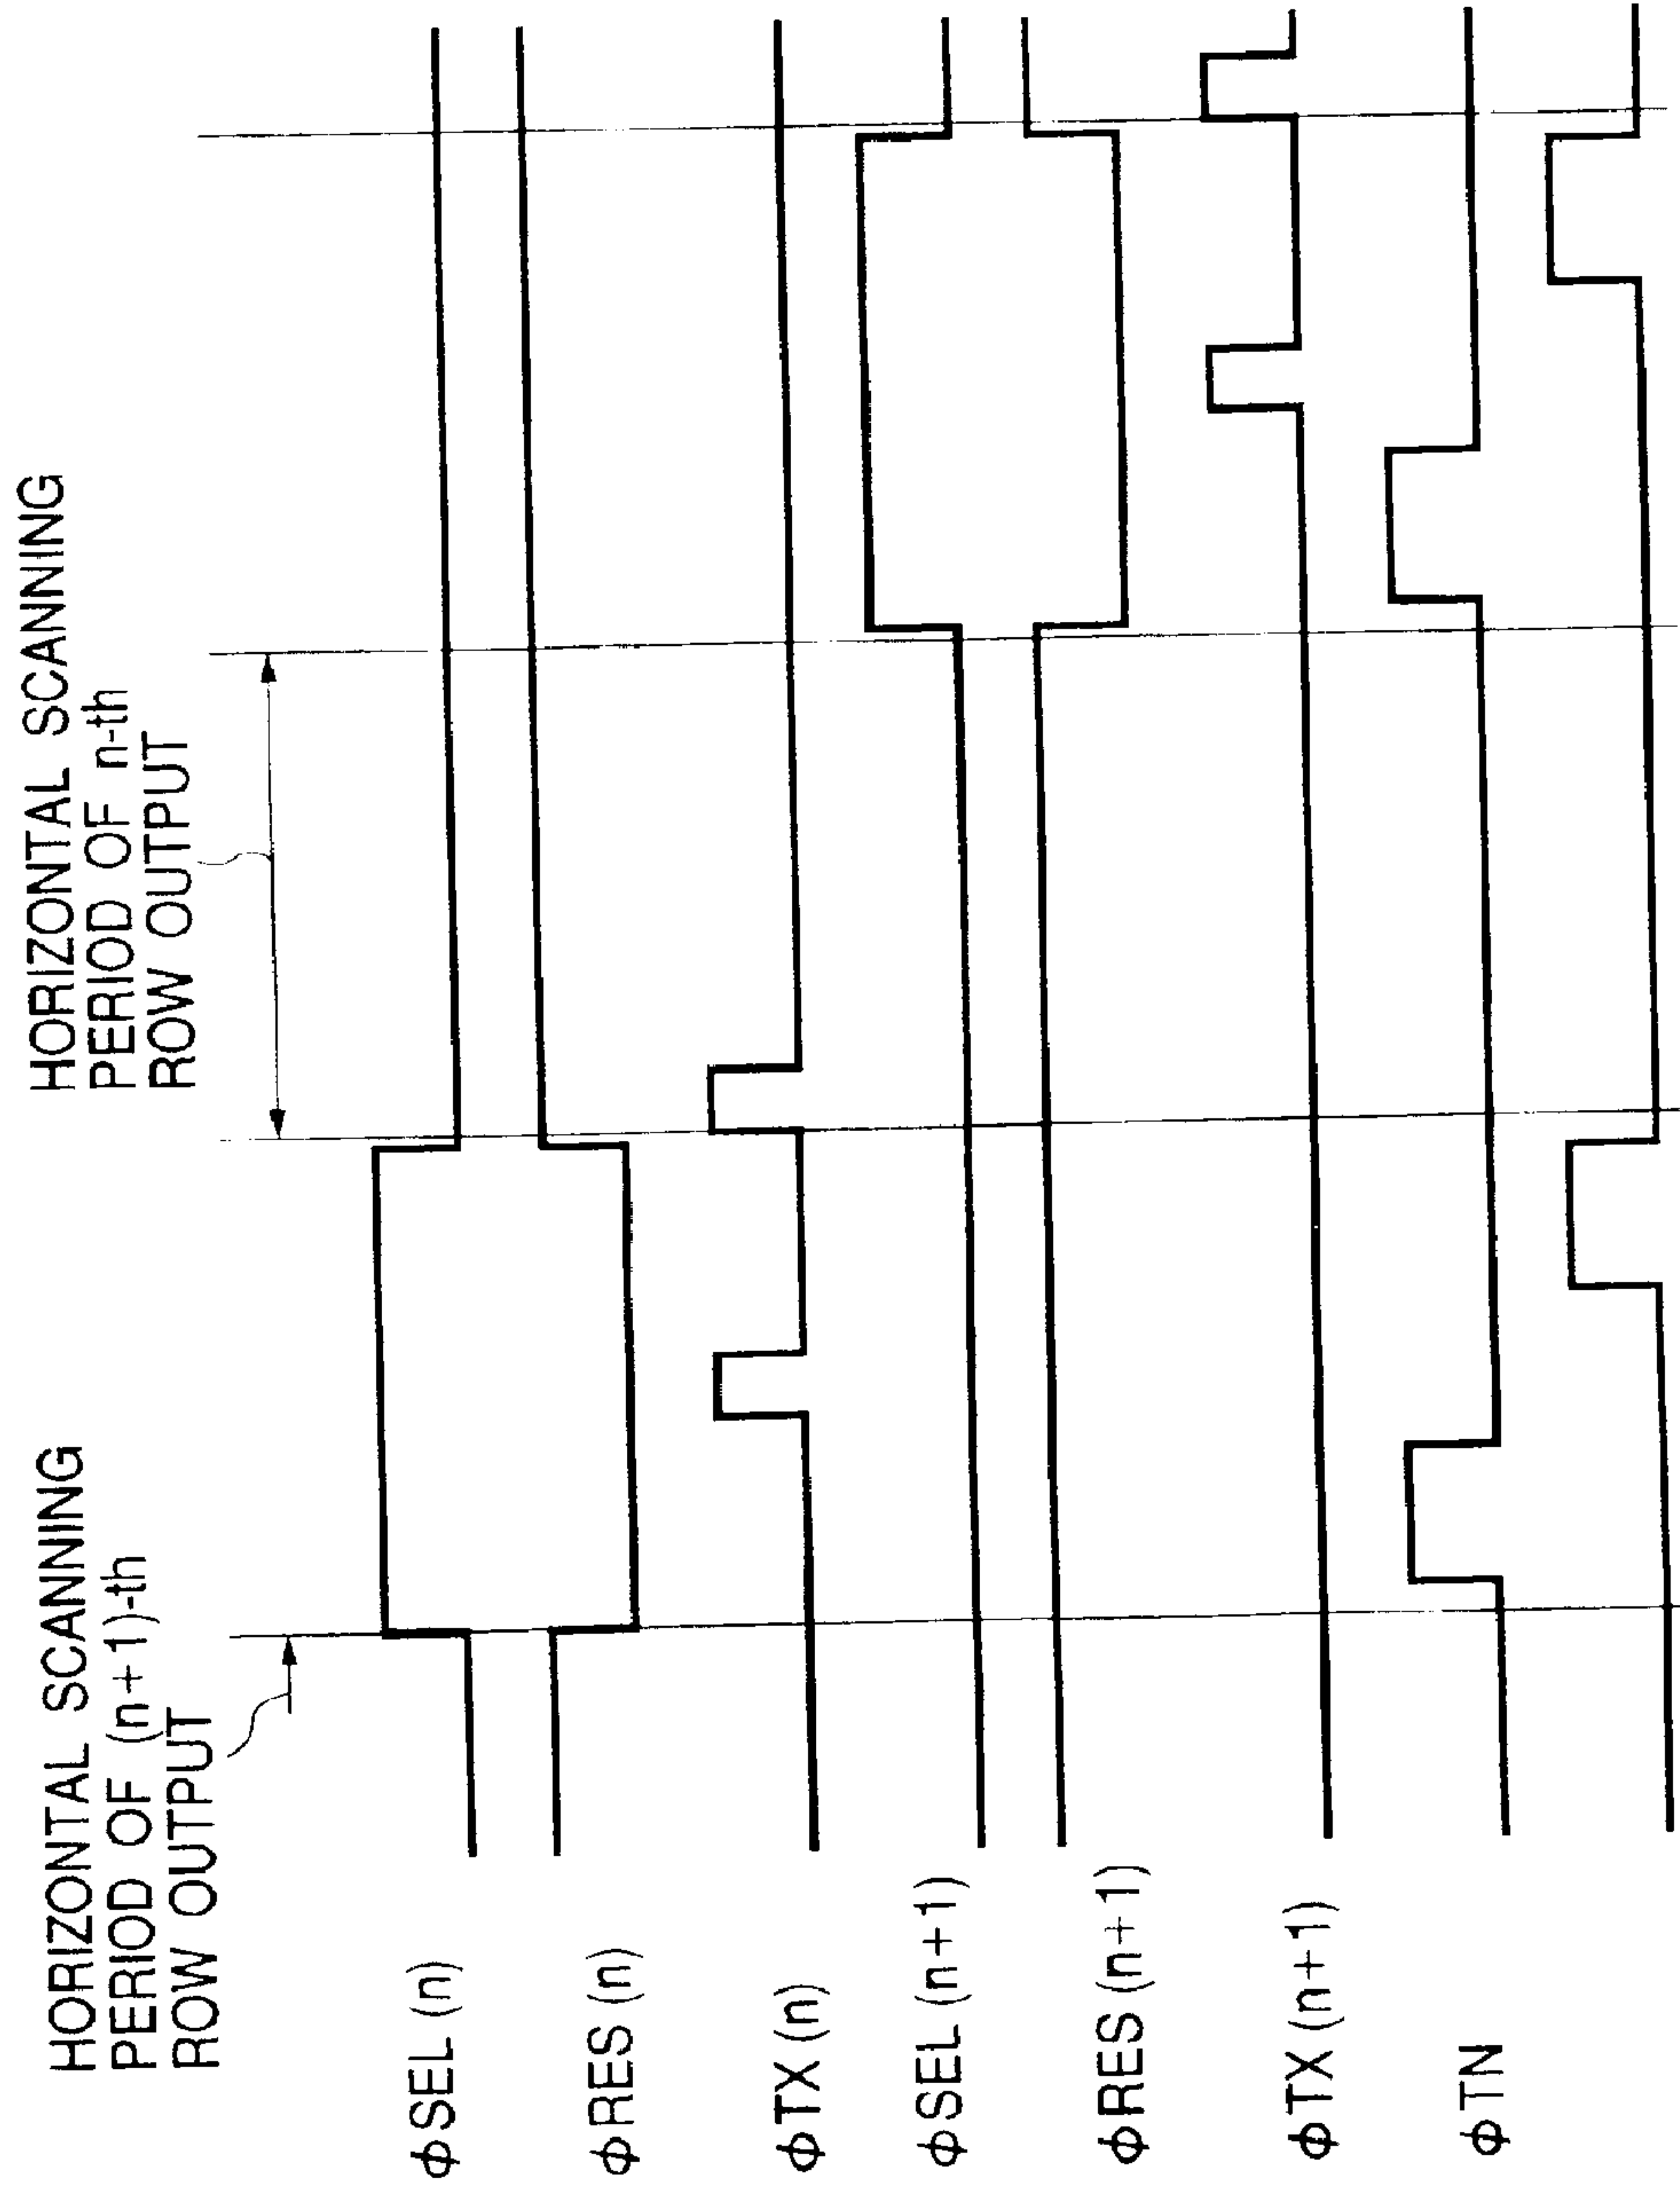 HORIZONTAL SCANNING
PERIOD OF (n+1)-th
ROW OUTPUT
HORIZONTAL SCANNING
PERIOD OF n-th
ROW OUTPUT
ϕSEL (n)
ϕRES (n)
ϕTX (n)
ϕSEL (n+1)
ϕRES (n+1)
ϕTX (n+1)
ϕTN